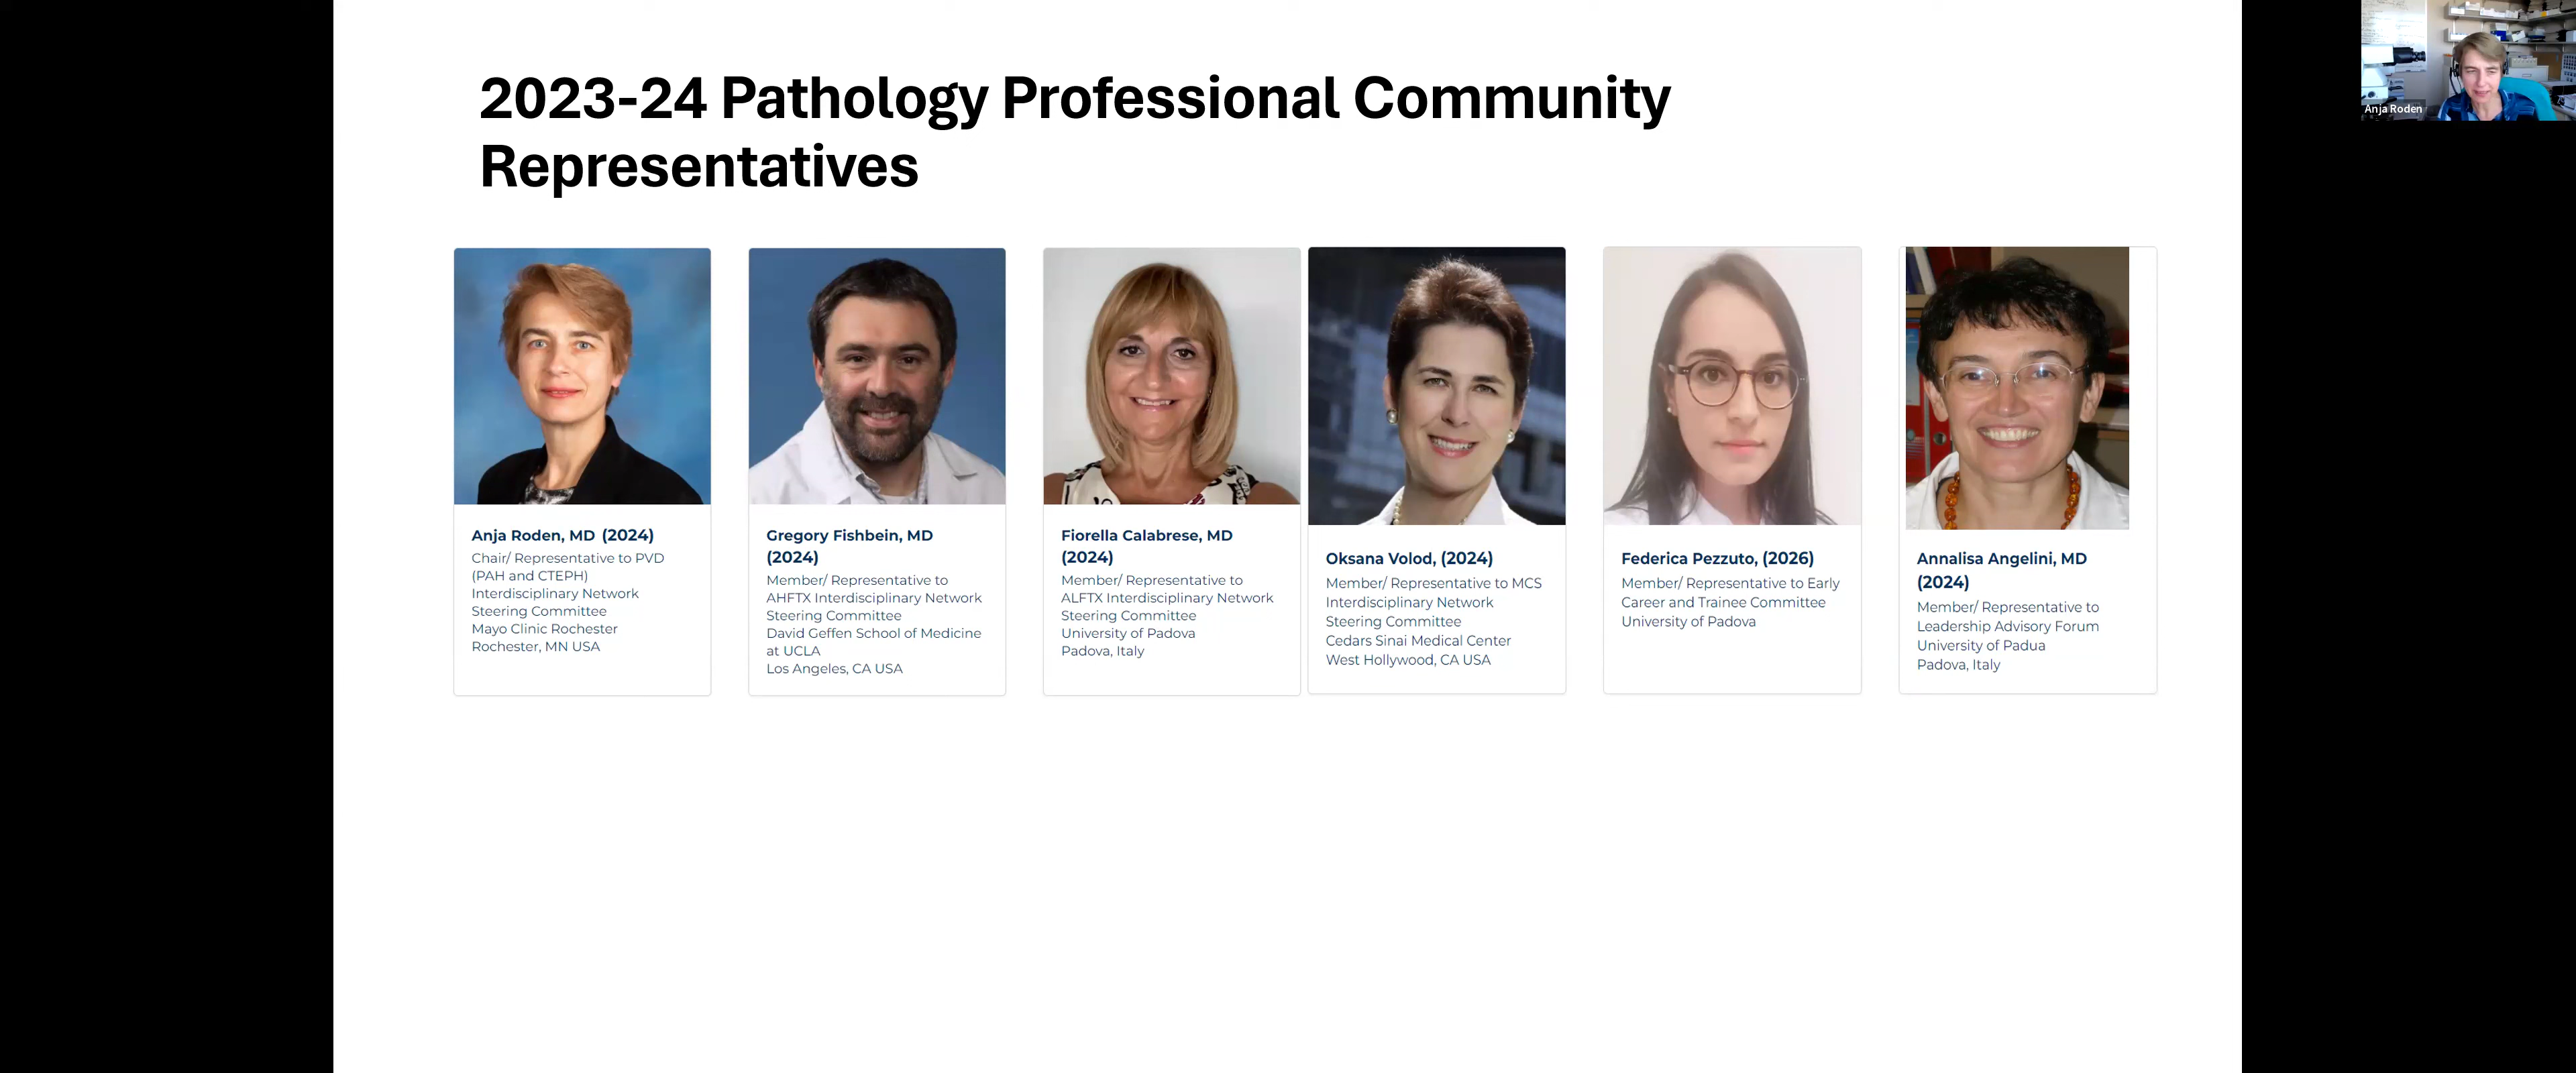 2023-24 Pathology Professional Community
Representatives
Anja Roden
Anja Roden, MD (2024)
Chair/ Representative to PVD
(PAH and CTEPH)
Interdisciplinary Network
Steering Committee
Mayo Clinic Rochester
Rochester, MN USA
Gregory Fishbein, MD
(2024)
Member/ Representative to
AHFTX Interdisciplinary Network
Steering Committee
David Geffen School of Medicine
at UCLA
Los Angeles, CA USA
Fiorella Calabrese, MD
(2024)
Member/ Representative to
ALFTX Interdisciplinary Network
Steering Committee
University of Padova
Padova, Italy
Oksana Volod, (2024)
Member/ Representative to MCS
Interdisciplinary Network
Steering Committee
Cedars Sinai Medical Center
West Hollywood, CA USA
Federica Pezzuto, (2026)
Member/ Representative to Early
Career and Trainee Committee
University of Padova
Annalisa Angelini, MD
(2024)
Member/ Representative to
Leadership Advisory Forum
University of Padua
Padova, Italy